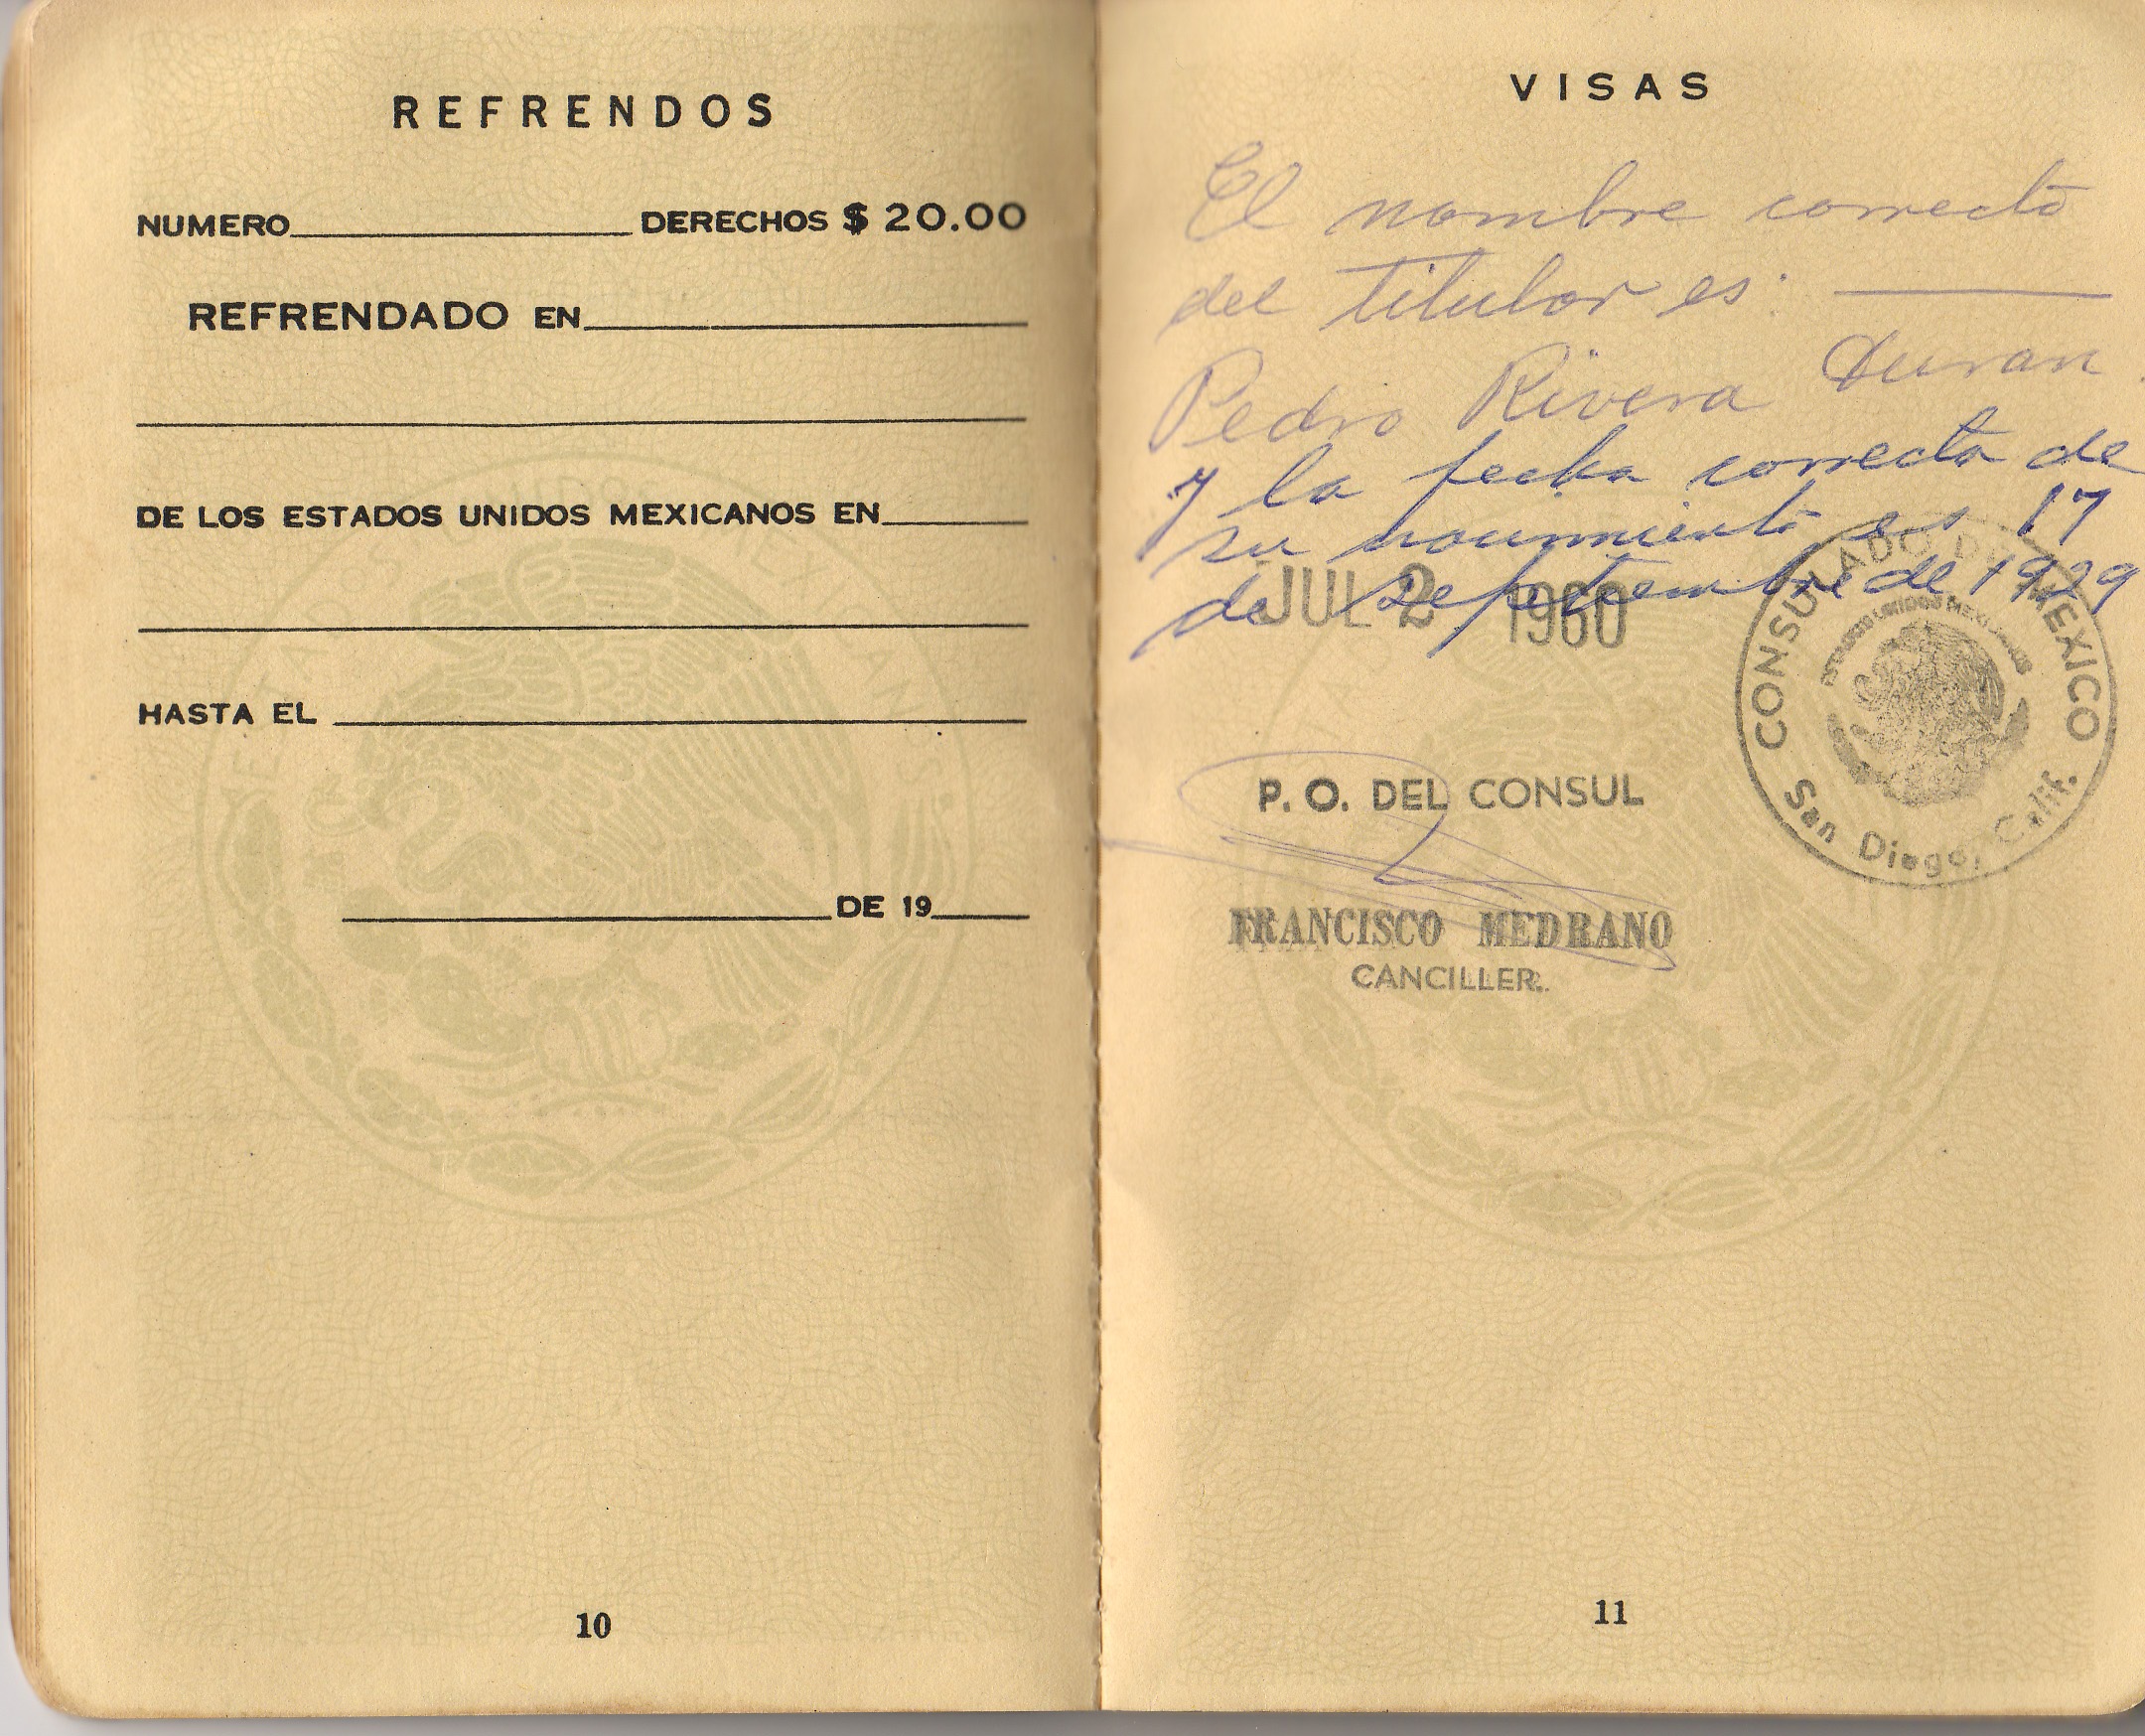 REFRENDOS
NUMERO DERECHOS $ 20.00
REFRENDADO EN
DE LOS ESTADOS UNIDOS MEXICANOS EN
HASTA EL
DE 19
10
VISAS
El nombre correcto
del titular es:
Pedro Rivera Duran.
y la fecha correcta de
su nacimiento es 17
de Septiembre de 1929
JUL 2 1960
CONSULADO DE MEXICO
ESTADOS UNIDOS MEXICANOS
San Diego, Calif.
P. O. DEL CONSUL
FRANCISCO MEDRANO
CANCILLER.
11